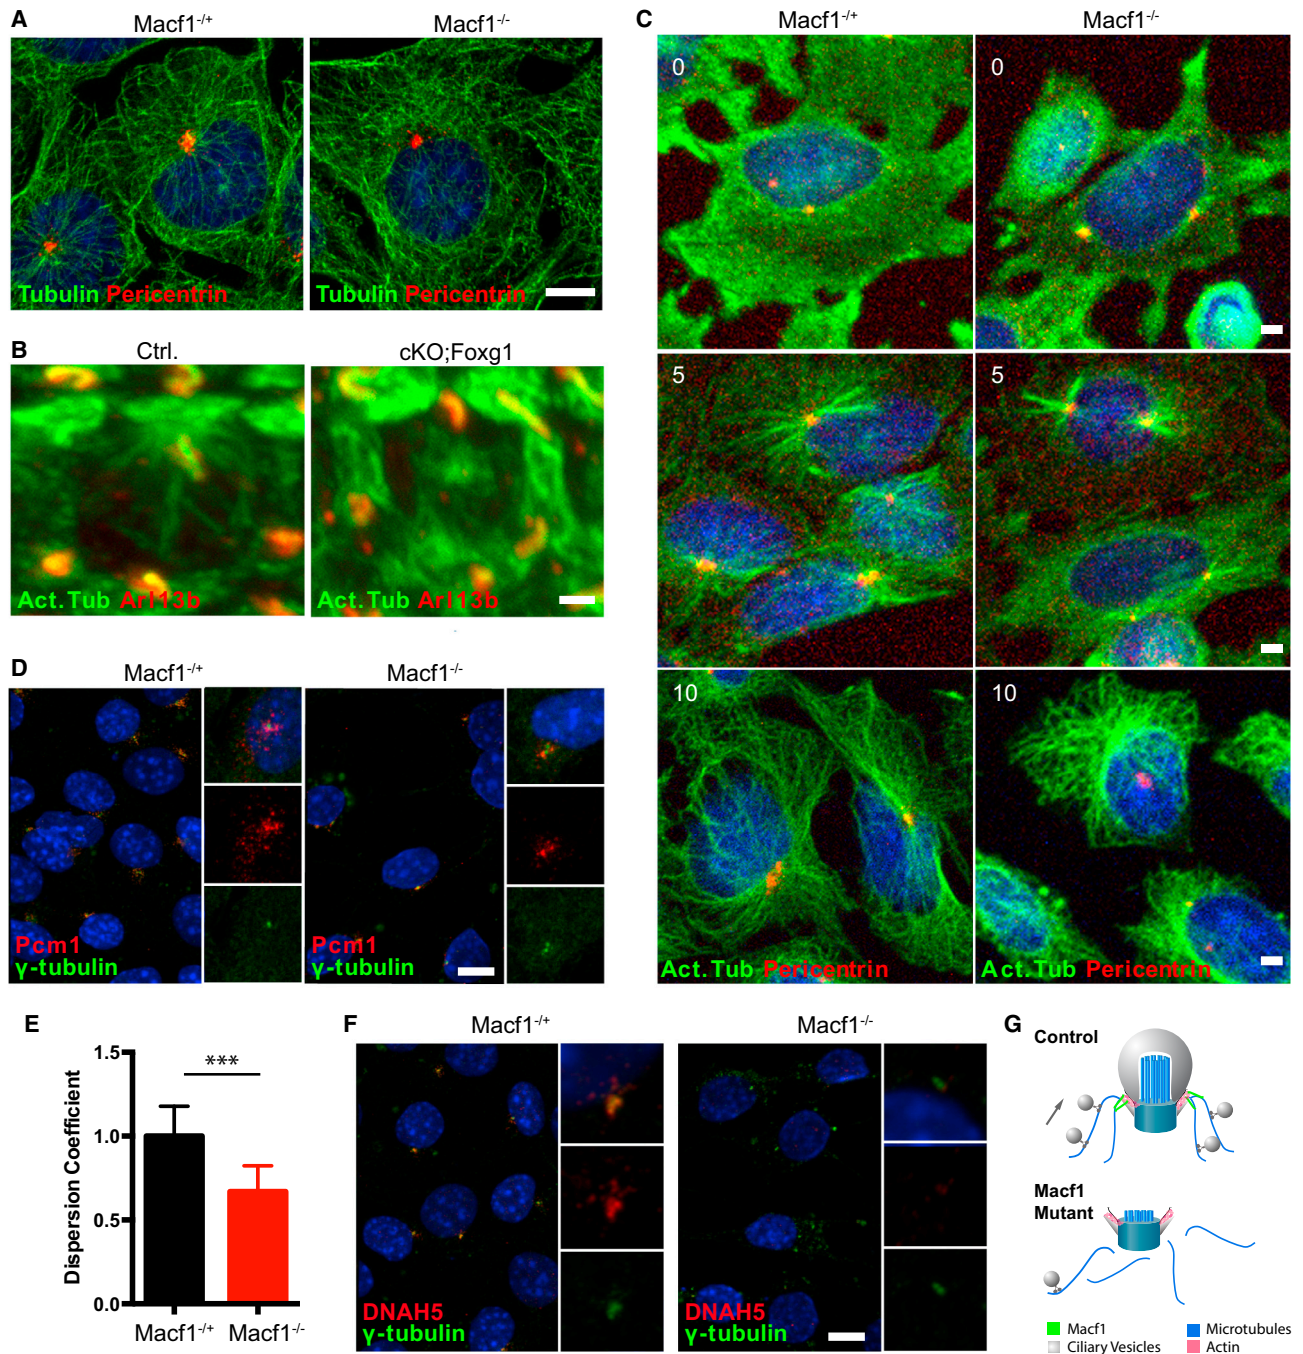 A
Macf1-/+
Macf1-/-
Tubulin Pericentrin
Tubulin Pericentrin
B
Ctrl.
cKO;Foxg1
Act.Tub Arl13b
Act.Tub Arl13b
C
Macf1-/+
Macf1-/-
0
0
5
5
10
10
Act.Tub Pericentrin
Act.Tub Pericentrin
D
Macf1-/+
Macf1-/-
Pcm1
γ-tubulin
Pcm1
γ-tubulin
E
1.5
1.0
0.5
0.0
Dispersion Coefficient
***
Macf1-/+
Macf1-/-
F
Macf1-/+
Macf1-/-
DNAH5
γ-tubulin
DNAH5
γ-tubulin
G
Control
Macf1
Mutant
Macf1
Microtubules
Ciliary Vesicles
Actin